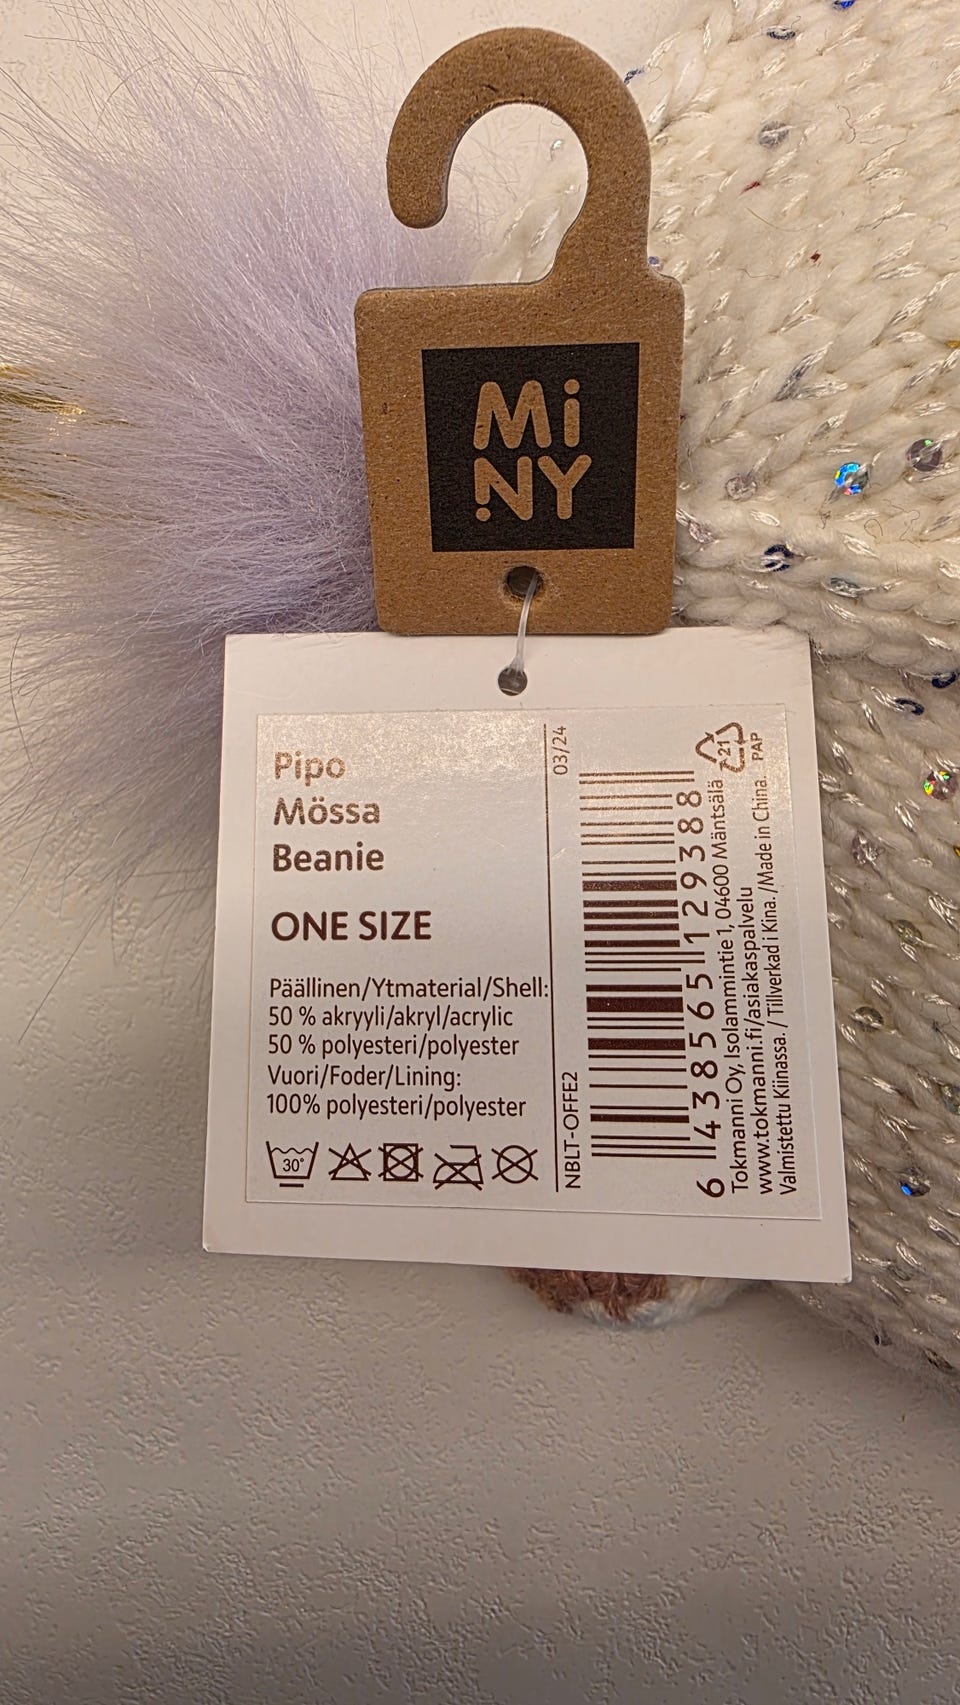 Mi
NY
Pipo
Mössa
Beanie
ONE SIZE
Päällinen/Ytmaterial/Shell:
50 % akryyli/akryl/acrylic
50 % polyesteri/polyester
Vuori/Foder/Lining:
100% polyesteri/polyester
30°
03/24
NBLT-OFFE2
6 438565 129388
Tokmanni Oy, Isolammintie 1, 04600 Mäntsälä
www.tokmanni.fi/asiakaspalvelu
Valmistettu Kiinassa. / Tillverkad i Kina. /Made in China.
21
PAP